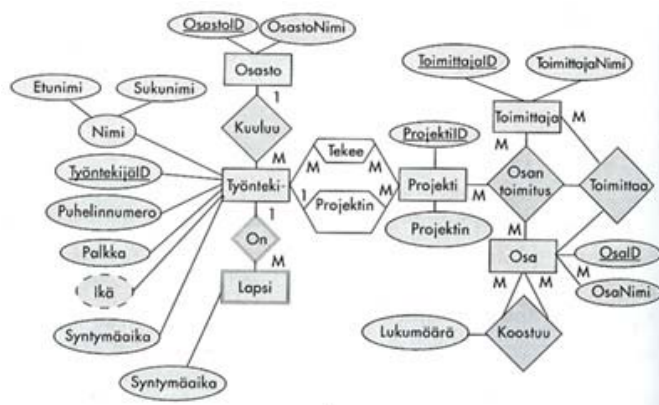 OsastoID
OsastoNimi
Osasto
1
Kuuluu
M
Etunimi
Sukunimi
Nimi
TyöntekijäID
Puhelinnumero
Palkka
Ikä
Syntymäaika
Työnteki-
1
On
M
Lapsi
Syntymäaika
M
Tekee
M
1
Projektin
M
ProjektiID
Projekti
Projektin
M
ToimittajaID
ToimittajaNimi
Toimittaja
M
M
Osan
toimitus
Toimittaa
M
Osa
M
OsaID
OsaNimi
M
M
Lukumäärä
Koostuu